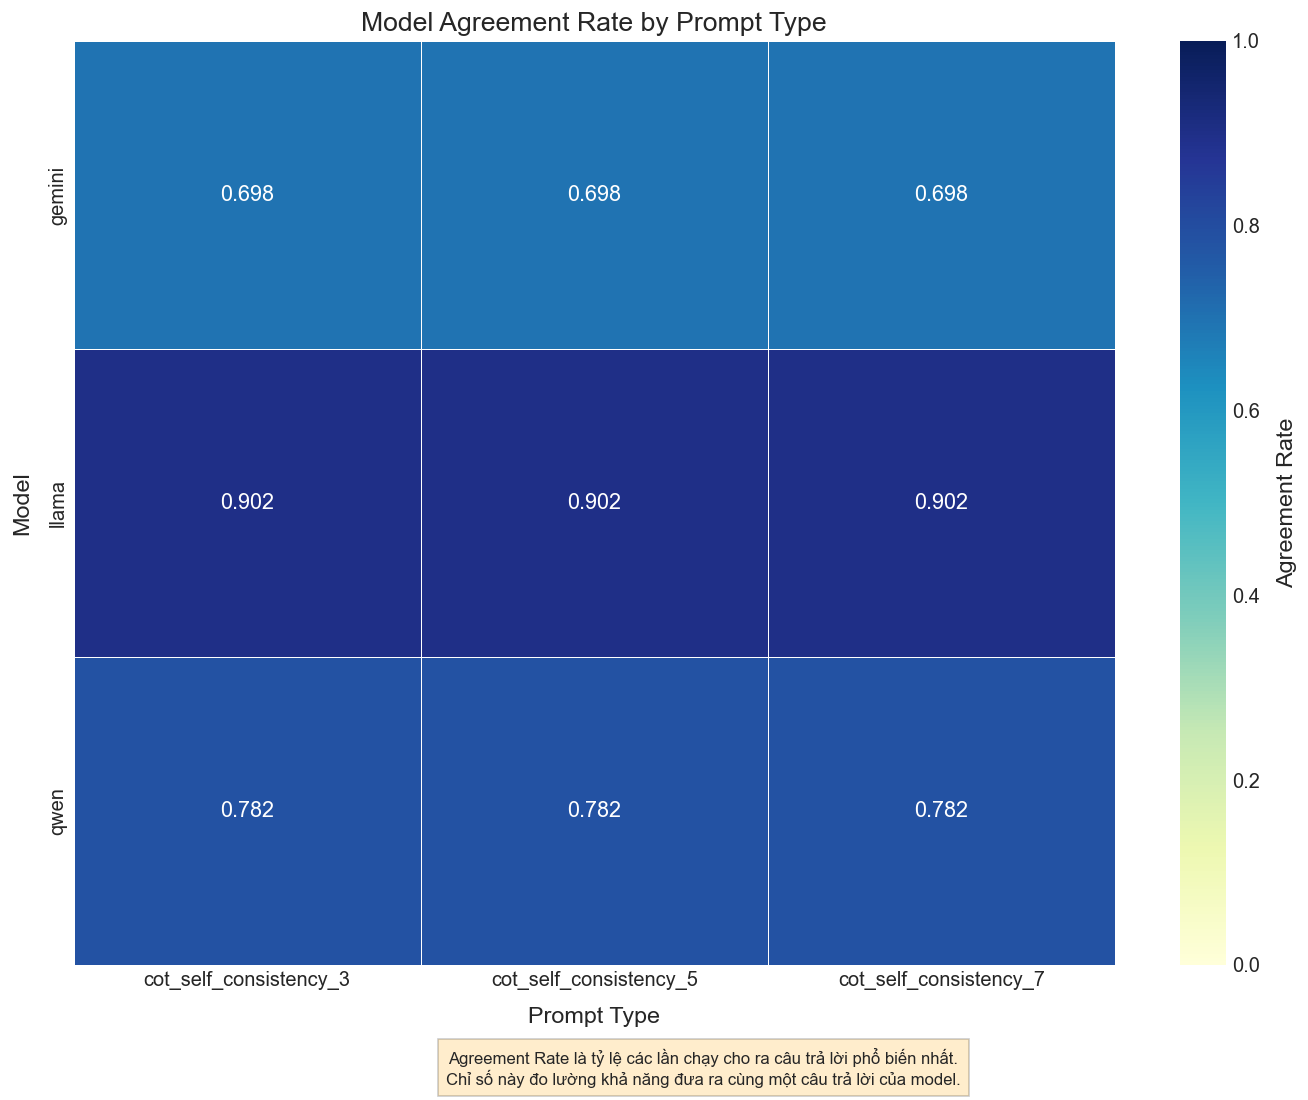 Model Agreement Rate by Prompt Type
1.0
0.8
0.6
0.4
0.2
0.0
Agreement Rate
Model
gemini
0.698 0.698 0.698
llama
0.902 0.902 0.902
qwen
0.782 0.782 0.782
cot_self_consistency_3 cot_self_consistency_5 cot_self_consistency_7
Prompt Type
Agreement Rate là tỷ lệ các lần chạy cho ra câu trả lời phổ biến nhất.
Chỉ số này đo lường khả năng đưa ra cùng một câu trả lời của model.